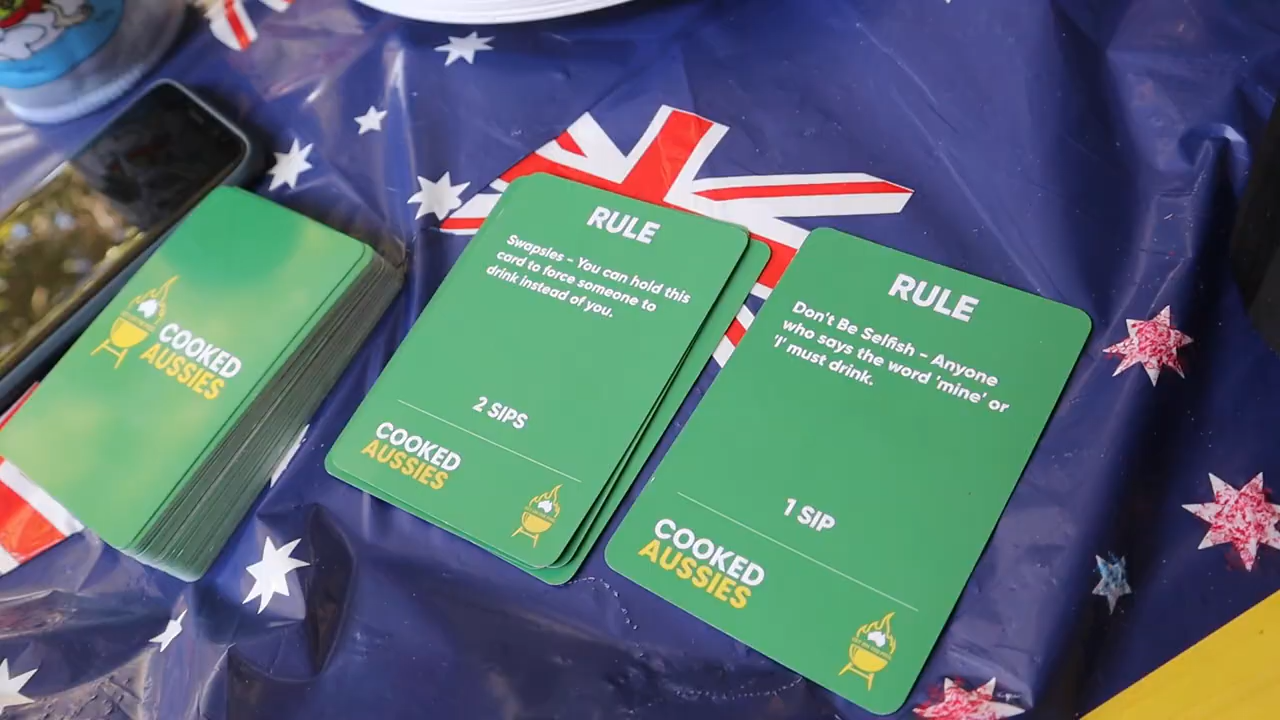 COOKED
AUSSIES
RULE
Swapsies - You can hold this
card to force someone to
drink instead of you.
2 SIPS
COOKED
AUSSIES
RULE
Don't Be Selfish - Anyone
who says the word 'mine' or
'I' must drink.
1 SIP
COOKED
AUSSIES